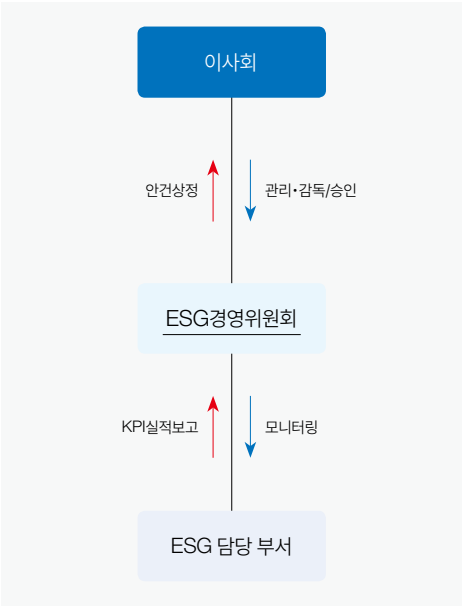 이사회
안건상정
관리·감독/승인
ESG경영위원회
KPI실적보고
모니터링
ESG 담당 부서